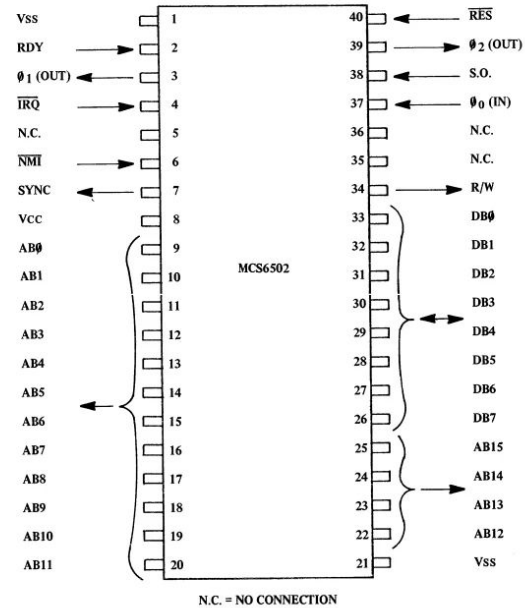 Vss 1 40 RES
RDY 2 39 ø2 (OUT)
ø1 (OUT) 3 38 S.O.
IRQ 4 37 ø0 (IN)
N.C. 5 36 N.C.
NMI 6 35 N.C.
SYNC 7 34 R/W
Vcc 8 33 DBø
ABø 9 32 DB1
AB1 10 31 DB2
AB2 11 30 DB3
AB3 12 29 DB4
AB4 13 28 DB5
AB5 14 27 DB6
AB6 15 26 DB7
AB7 16 25 AB15
AB8 17 24 AB14
AB9 18 23 AB13
AB10 19 22 AB12
AB11 20 21 Vss
MCS6502
N.C. = NO CONNECTION